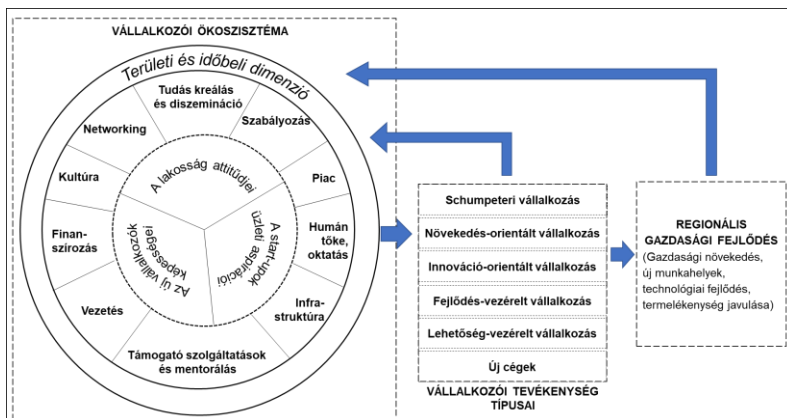 VÁLLALKOZÓI ÖKOSZISZTÉMA
Területi és időbeli dimenzió
Tudás kreálás
és diszemináció
Szabályozás
Piac
Humán
tőke,
oktatás
Infra-
struktúra
Támogató szolgáltatások
és mentorálás
Vezetés
Finan-
szírozás
Kultúra
Networking
A lakosság attitűdjei
A start-upok
üzleti aspirációi
Az új vállalkozók
képességei
Schumpeteri vállalkozás
Növekedés-orientált vállalkozás
Innováció-orientált vállalkozás
Fejlődés-vezérelt vállalkozás
Lehetőség-vezérelt vállalkozás
Új cégek
VÁLLALKOZÓI TEVÉKENYSÉG
TÍPUSAI
REGIONÁLIS
GAZDASÁGI FEJLŐDÉS
(Gazdasági növekedés,
új munkahelyek,
technológiai fejlődés,
termelékenység javulása)